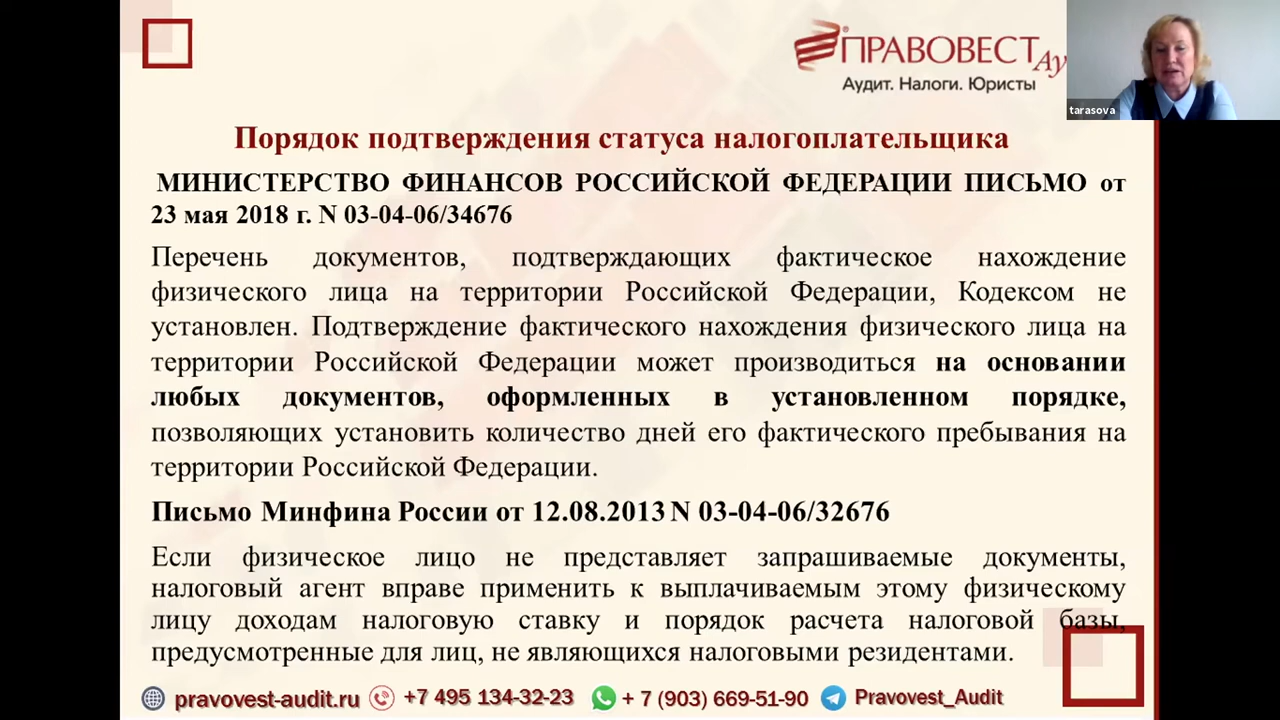 ПРАВОВЕСТ Ау
Аудит. Налоги. Юристы
tarasova
Порядок подтверждения статуса налогоплательщика
МИНИСТЕРСТВО ФИНАНСОВ РОССИЙСКОЙ ФЕДЕРАЦИИ ПИСЬМО от
23 мая 2018 г. N 03-04-06/34676
Перечень документов, подтверждающих фактическое нахождение
физического лица на территории Российской Федерации, Кодексом не
установлен. Подтверждение фактического нахождения физического лица на
территории Российской Федерации может производиться на основании
любых документов, оформленных в установленном порядке,
позволяющих установить количество дней его фактического пребывания на
территории Российской Федерации.
Письмо Минфина России от 12.08.2013 N 03-04-06/32676
Если физическое лицо не представляет запрашиваемые документы,
налоговый агент вправе применить к выплачиваемым этому физическому
лицу доходам налоговую ставку и порядок расчета налоговой базы,
предусмотренные для лиц, не являющихся налоговыми резидентами.
pravovest-audit.ru +7 495 134-32-23 + 7 (903) 669-51-90 Pravovest_Audit